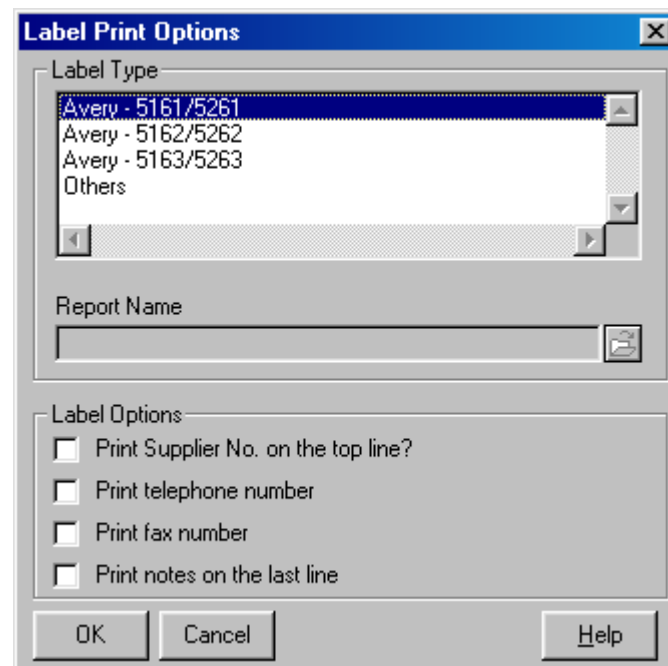 Label Print Options
Label Type
Avery - 5161/5261
Avery - 5162/5262
Avery - 5163/5263
Others
Report Name
Label Options
Print Supplier No. on the top line?
Print telephone number
Print fax number
Print notes on the last line
OK Cancel Help